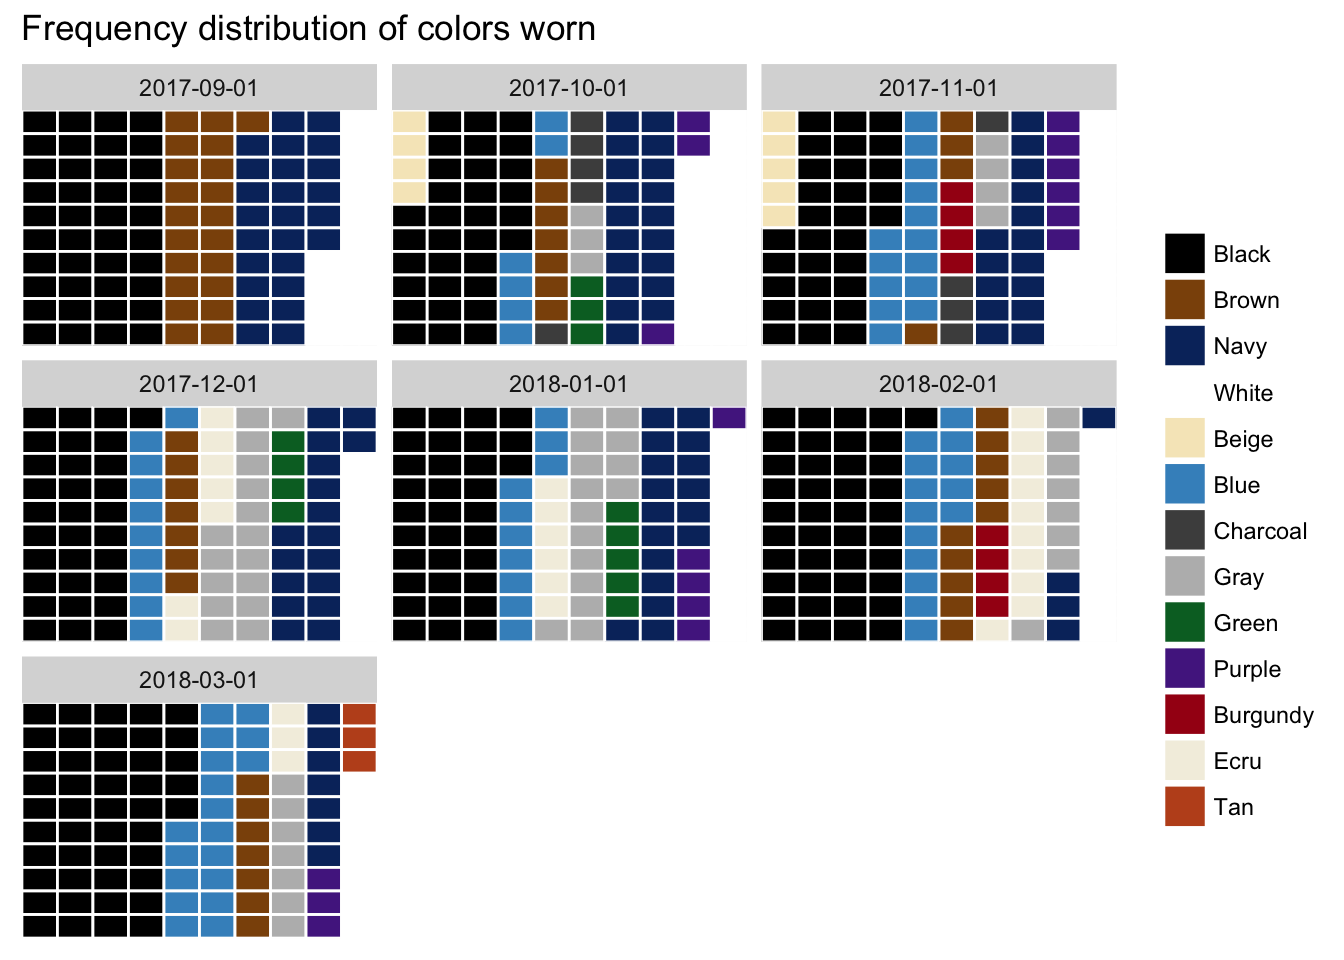 Frequency distribution of colors worn
2017-09-01
2017-10-01
2017-11-01
2017-12-01
2018-01-01
2018-02-01
2018-03-01
Black
Brown
Navy
White
Beige
Blue
Charcoal
Gray
Green
Purple
Burgundy
Ecru
Tan